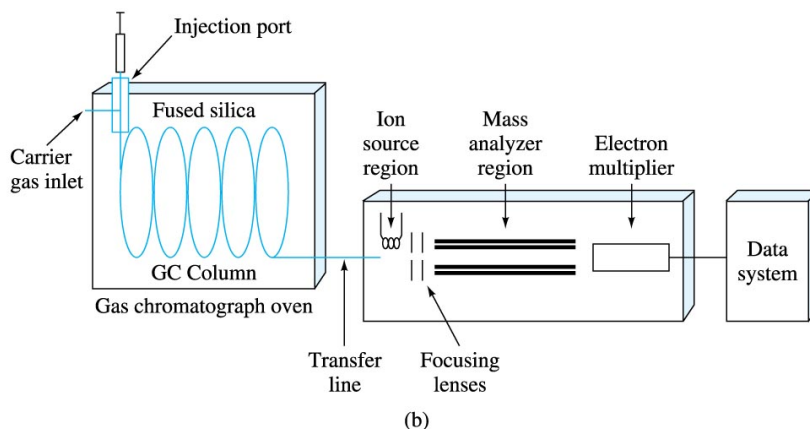 Injection port
Fused silica
Carrier
gas inlet
GC Column
Gas chromatograph oven
Ion
source
region
Mass
analyzer
region
Electron
multiplier
Data
system
Transfer
line
Focusing
lenses
(b)